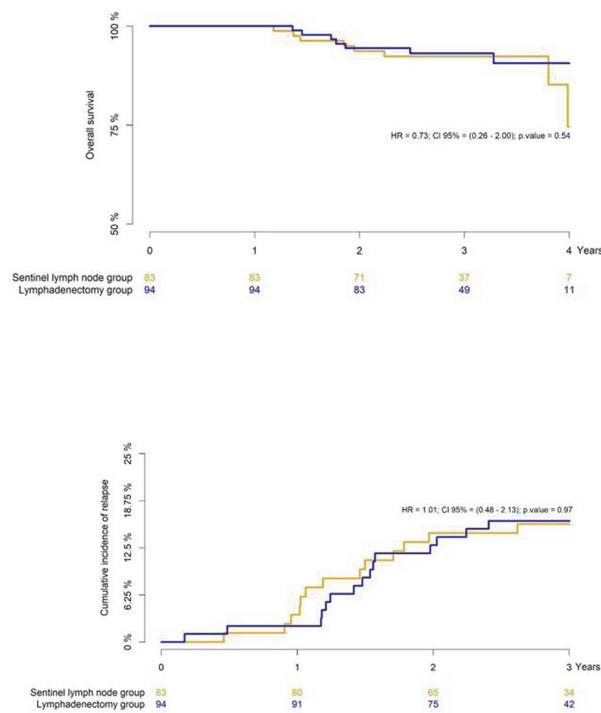 100 %
75 %
50 %
Overall survival
HR = 0.73; CI 95% = (0.26 - 2.00); p.value = 0.54
0 1 2 3 4 Years
Sentinel lymph node group 83 83 71 37 7
Lymphadenectomy group 94 94 83 49 11
25 %
18.75 %
12.5 %
6.25 %
0 %
Cumulative incidence of relapse
HR = 1.01; CI 95% = (0.48 - 2.13); p.value = 0.97
0 1 2 3 Years
Sentinel lymph node group 83 80 65 34
Lymphadenectomy group 94 91 75 42